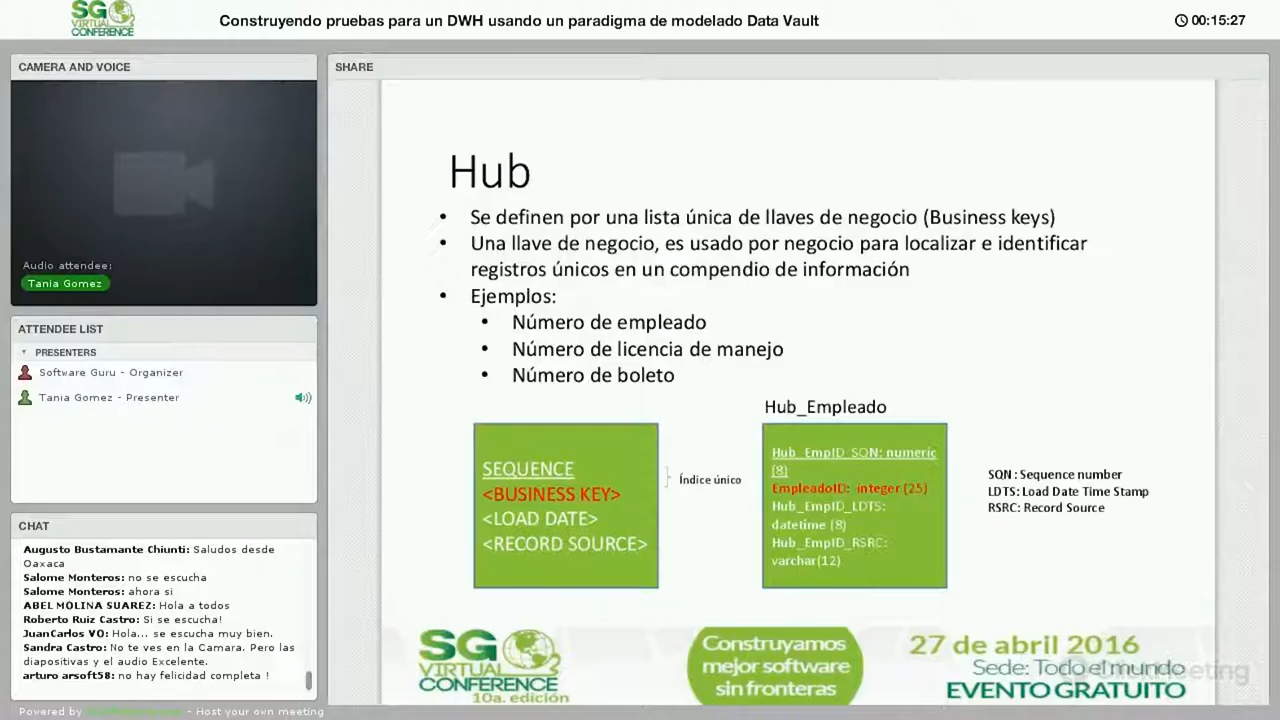 SG
VIRTUAL
CONFERENCE
Construyendo pruebas para un DWH usando un paradigma de modelado Data Vault
00:15:27
CAMERA AND VOICE
Audio attendee:
Tania Gomez
ATTENDEE LIST
PRESENTERS
Software Guru - Organizer
Tania Gomez - Presenter
CHAT
Augusto Bustamante Chiunti: Saludos desde
Oaxaca
Salome Monteros: no se escucha
Salome Monteros: ahora si
ABEL MOLINA SUAREZ: Hola a todos
Roberto Ruiz Castro: Si se escucha!
JuanCarlos VO: Hola... se escucha muy bien.
Sandra Castro: No te ves en la Camara. Pero las
diapositivas y el audio Excelente.
arturo arsoft58: no hay felicidad completa !
Powered by
- Host your own meeting
SHARE
Hub
• Se definen por una lista única de llaves de negocio (Business keys)
• Una llave de negocio, es usado por negocio para localizar e identificar
registros únicos en un compendio de información
• Ejemplos:
• Número de empleado
• Número de licencia de manejo
• Número de boleto
SEQUENCE
<BUSINESS KEY>
<LOAD DATE>
<RECORD SOURCE>
Índice único
Hub_Empleado
Hub_EmpID_SQN: numeric
(8)
EmpleadoID: integer (25)
Hub_EmpID_LDTS:
datetime (8)
Hub_EmpID_RSRC:
varchar(12)
SQN : Sequence number
LDTS: Load Date Time Stamp
RSRC: Record Source
SG
VIRTUAL
CONFERENCE
10a. edición
Construyamos
mejor software
sin fronteras
27 de abril 2016
Sede: Todo el mundo
EVENTO GRATUITO
ClickMeeting